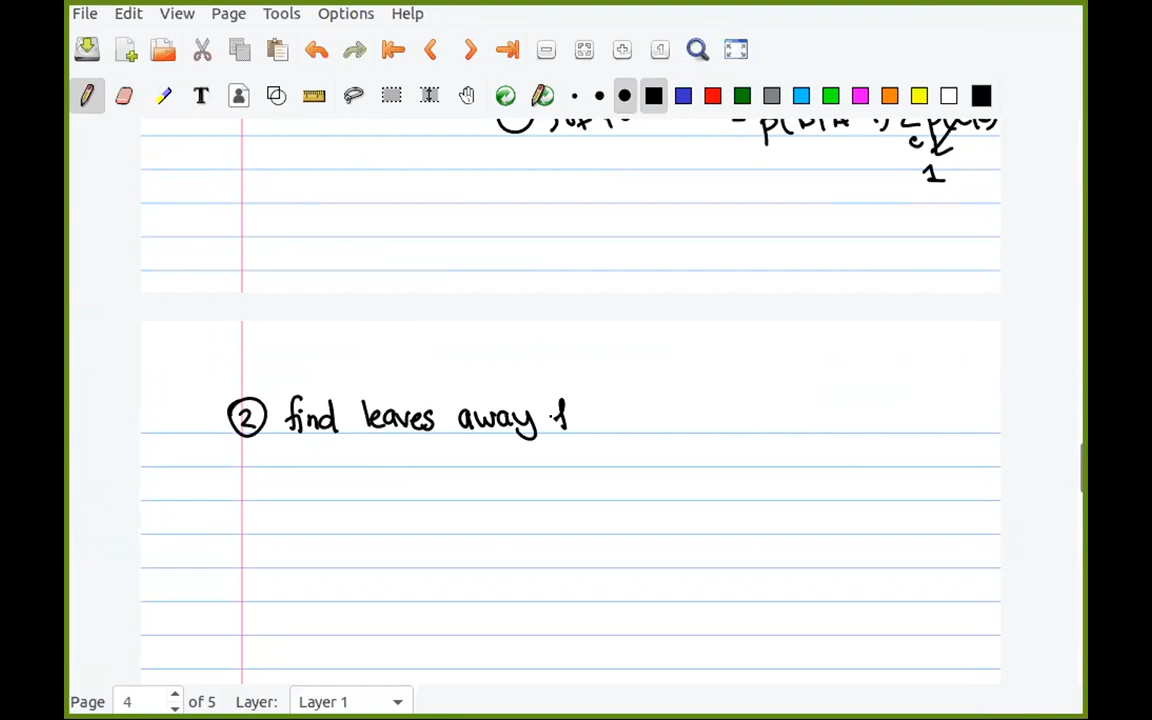 File Edit View Page Tools Options Help
1
② find leaves away f
Page 4 of 5 Layer: Layer 1